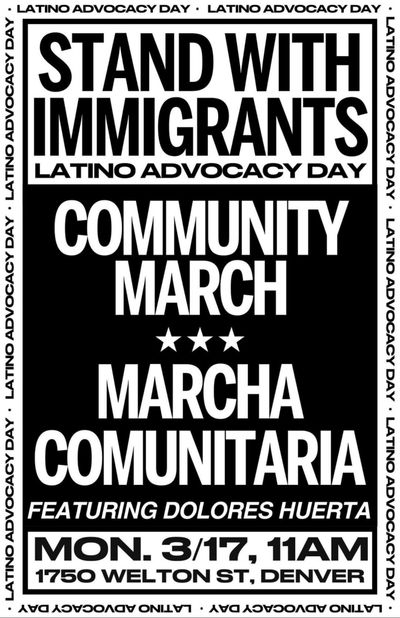 LATINO ADVOCACY DAY · LATINO ADVOCACY DAY ·
STAND WITH
IMMIGRANTS
LATINO ADVOCACY DAY
COMMUNITY
MARCH
★★★
MARCHA
COMUNITARIA
FEATURING DOLORES HUERTA
MON. 3/17, 11AM
1750 WELTON ST, DENVER
LATINO ADVOCACY DAY · LATINO ADVOCACY DAY · LATINO ADVOCACY DAY ·
LATINO ADVOCACY DAY · LATINO ADVOCACY DAY · LATINO ADVOCACY DAY ·
LATINO ADVOCACY DAY · LATINO ADVOCACY DAY ·